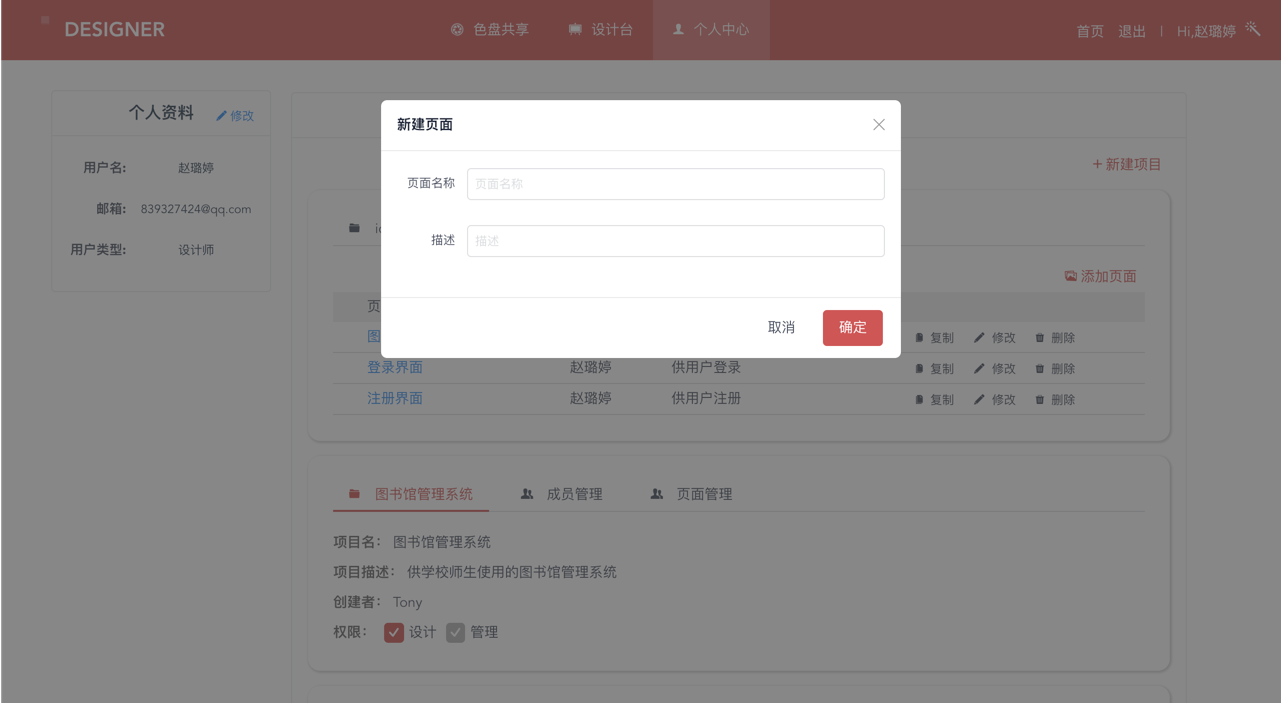 DESIGNER 色盘共享 设计台 个人中心 首页 退出 | Hi,赵璐婷
个人资料 修改
用户名: 赵璐婷
邮箱: 839327424@qq.com
用户类型: 设计师
新建页面
页面名称 页面名称
描述 描述
取消 确定
+ 新建项目
添加页面
复制 修改 删除
登录界面 赵璐婷 供用户登录 复制 修改 删除
注册界面 赵璐婷 供用户注册 复制 修改 删除
图书馆管理系统 成员管理 页面管理
项目名: 图书馆管理系统
项目描述: 供学校师生使用的图书馆管理系统
创建者: Tony
权限: 设计 管理